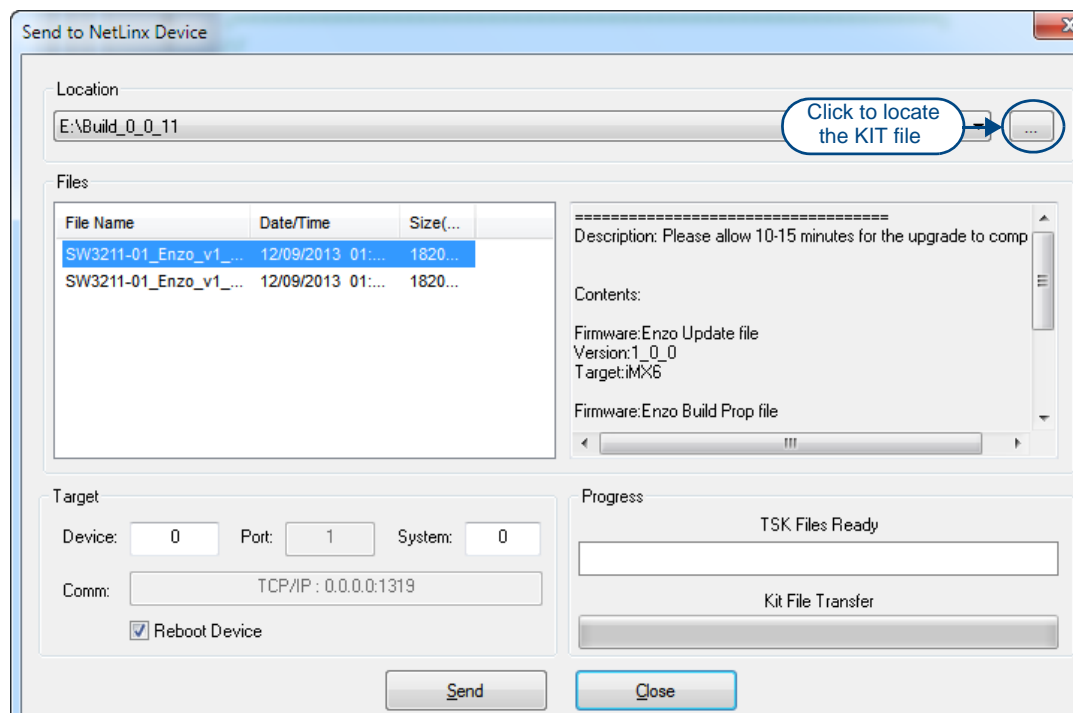 Send to NetLinx Device
Location
E:\Build_0_0_11
Click to locate
the KIT file
...
Files
File Name Date/Time Size(...
SW3211-01_Enzo_v1_... 12/09/2013 01:... 1820...
SW3211-01_Enzo_v1_... 12/09/2013 01:... 1820...
===================================
Description: Please allow 10-15 minutes for the upgrade to comp
Contents:
Firmware:Enzo Update file
Version:1_0_0
Target:iMX6
Firmware:Enzo Build Prop file
Target
Device: 0 Port: 1 System: 0
Comm: TCP/IP : 0.0.0.0:1319
Reboot Device
Progress
TSK Files Ready
Kit File Transfer
Send Close